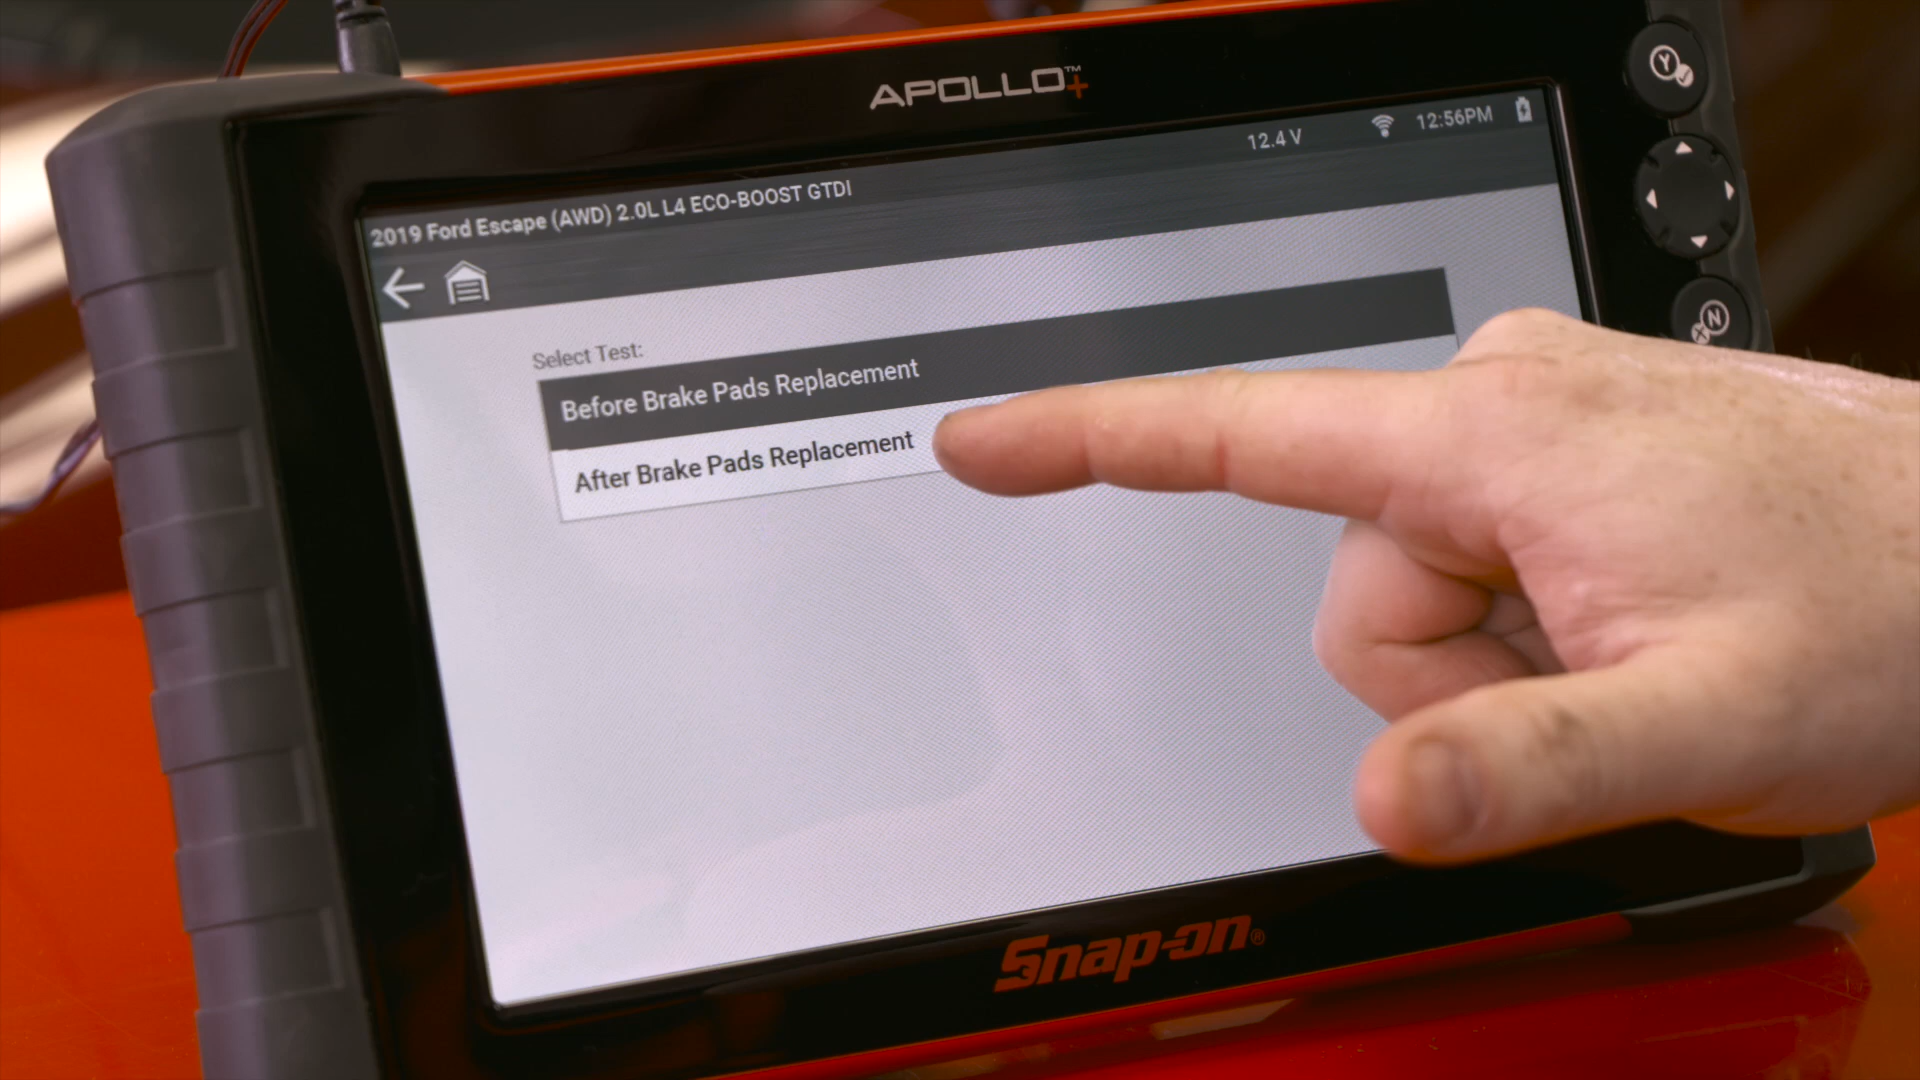 APOLLO™+
12.4 V 12:56PM
2019 Ford Escape (AWD) 2.0L L4 ECO-BOOST GTDI
Select Test:
Before Brake Pads Replacement
After Brake Pads Replacement
Y
N
Snap-on®